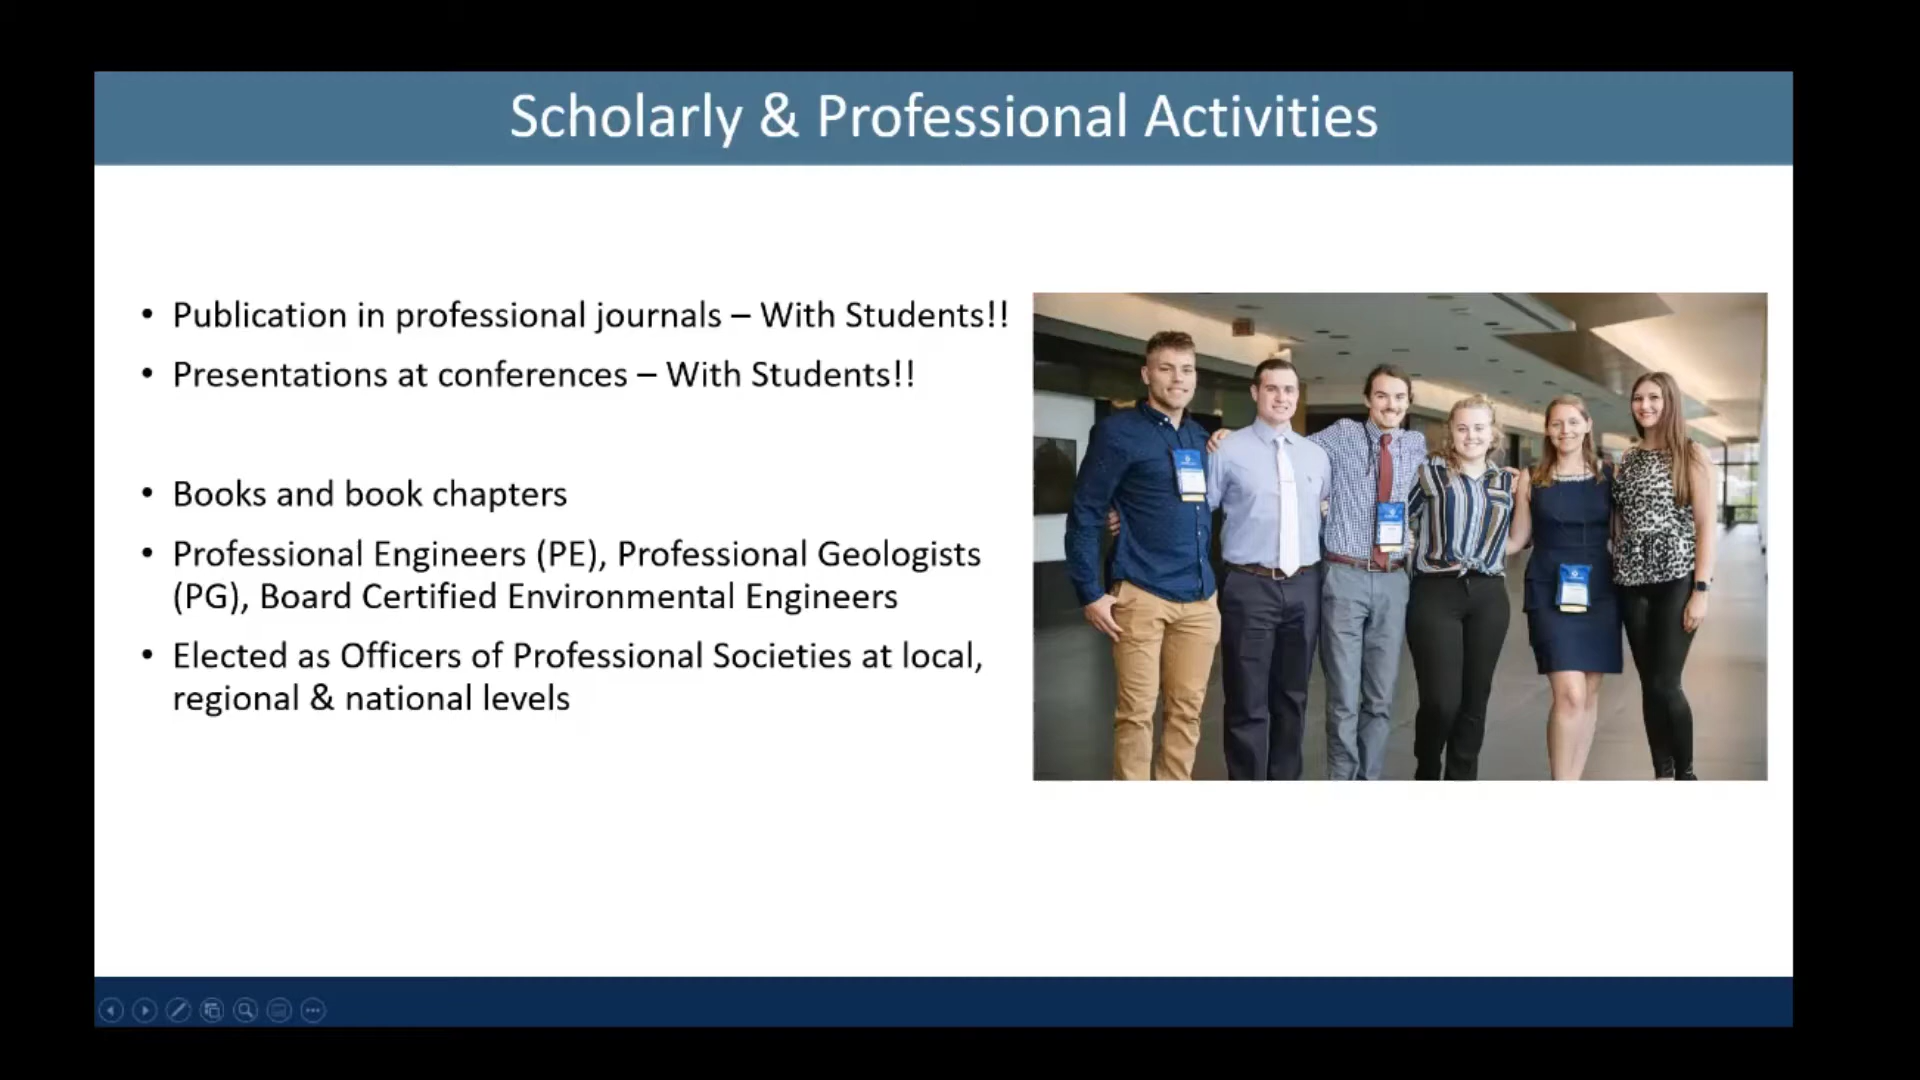 Scholarly & Professional Activities
• Publication in professional journals – With Students!!
• Presentations at conferences – With Students!!
• Books and book chapters
• Professional Engineers (PE), Professional Geologists
(PG), Board Certified Environmental Engineers
• Elected as Officers of Professional Societies at local,
regional & national levels